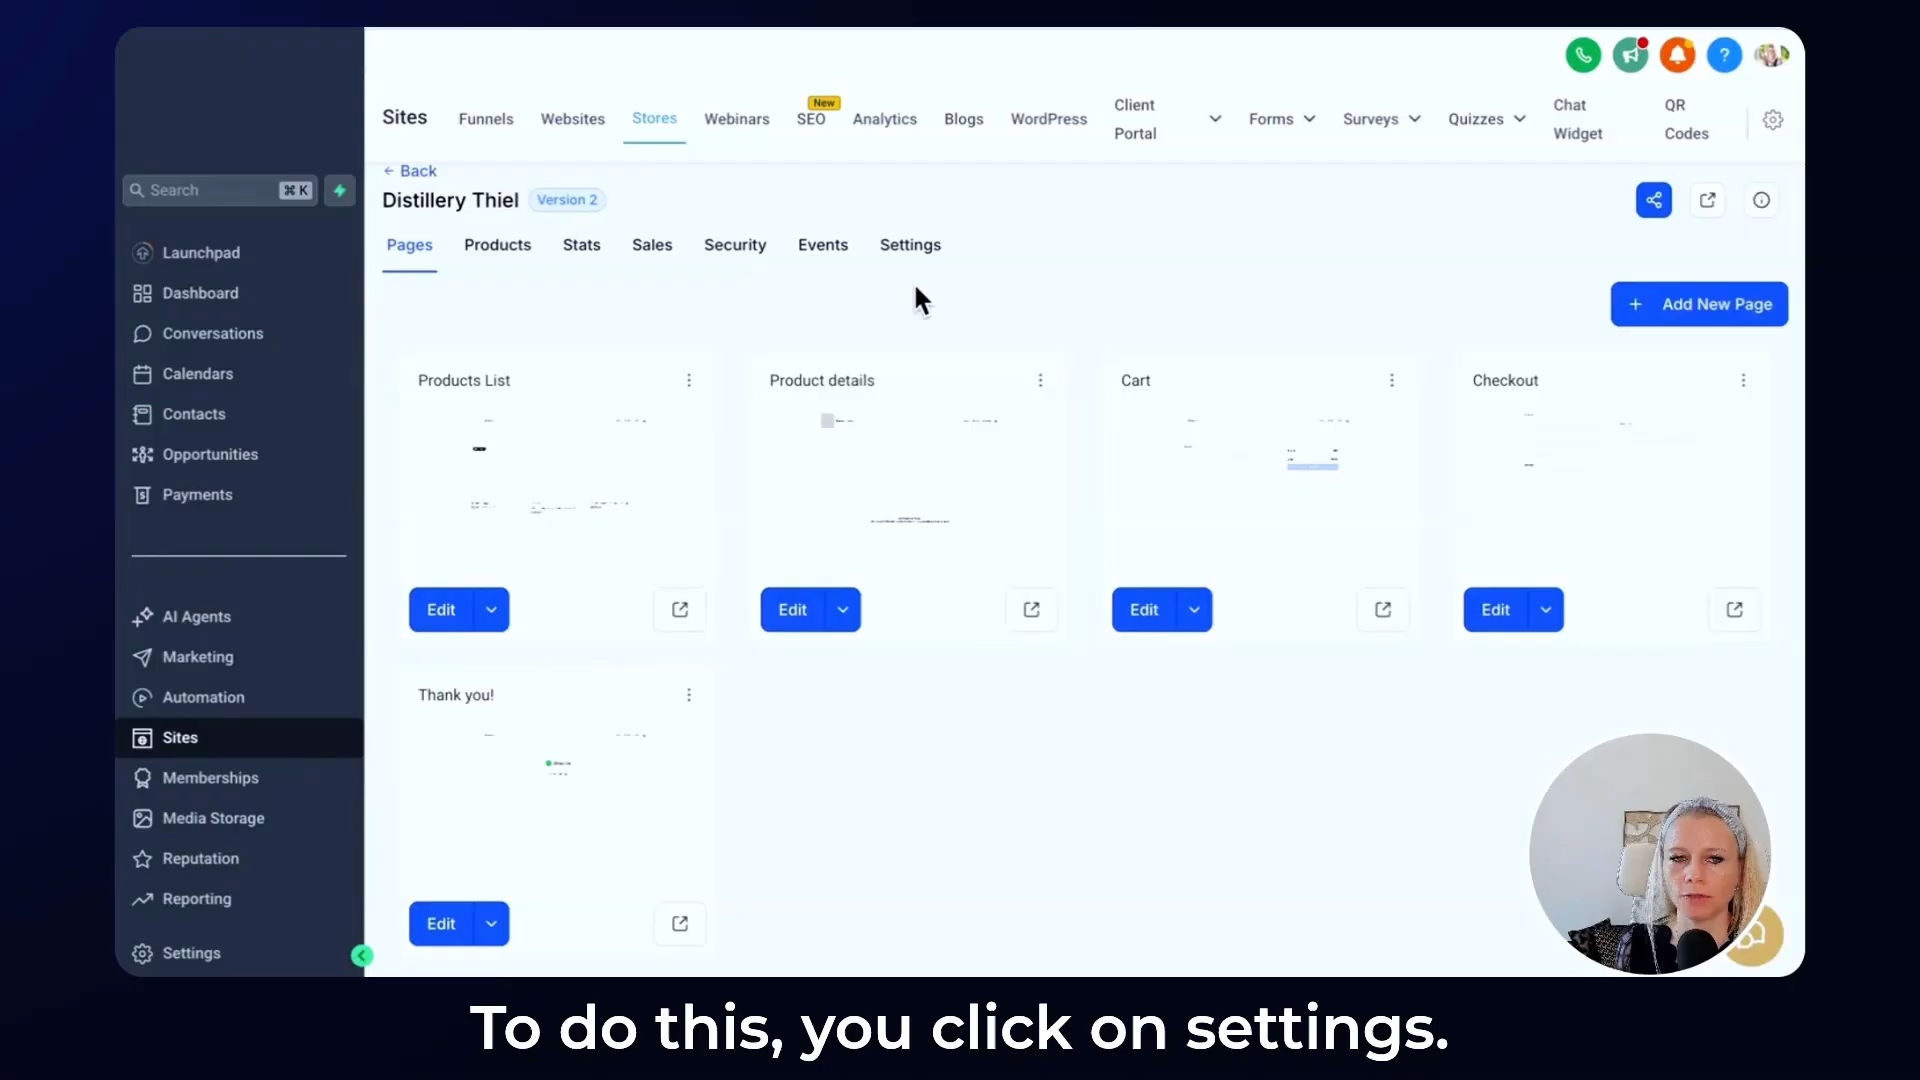 Sites
Funnels
Websites
Stores
Webinars
New
SEO
Analytics
Blogs
WordPress
Client
Portal
Forms
Surveys
Quizzes
Chat
Widget
QR
Codes
Search
⌘ K
Launchpad
Dashboard
Conversations
Calendars
Contacts
Opportunities
Payments
AI Agents
Marketing
Automation
Sites
Memberships
Media Storage
Reputation
Reporting
Settings
← Back
Distillery Thiel
Version 2
Pages
Products
Stats
Sales
Security
Events
Settings
+ Add New Page
Products List
Product details
Cart
Checkout
Edit
Edit
Edit
Edit
Thank you!
Edit
To do this, you click on settings.